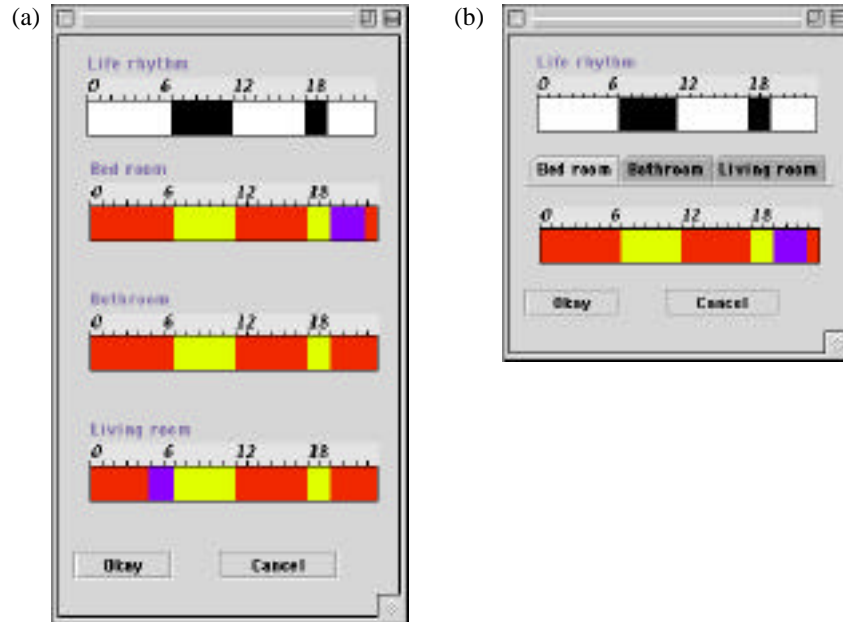 (a)
Life rhythm
0 6 12 18
Bed room
0 6 12 18
Bathroom
0 6 12 18
Living room
0 6 12 18
Okay Cancel
(b)
Life rhythm
0 6 12 18
Bed room Bathroom Living room
0 6 12 18
Okay Cancel